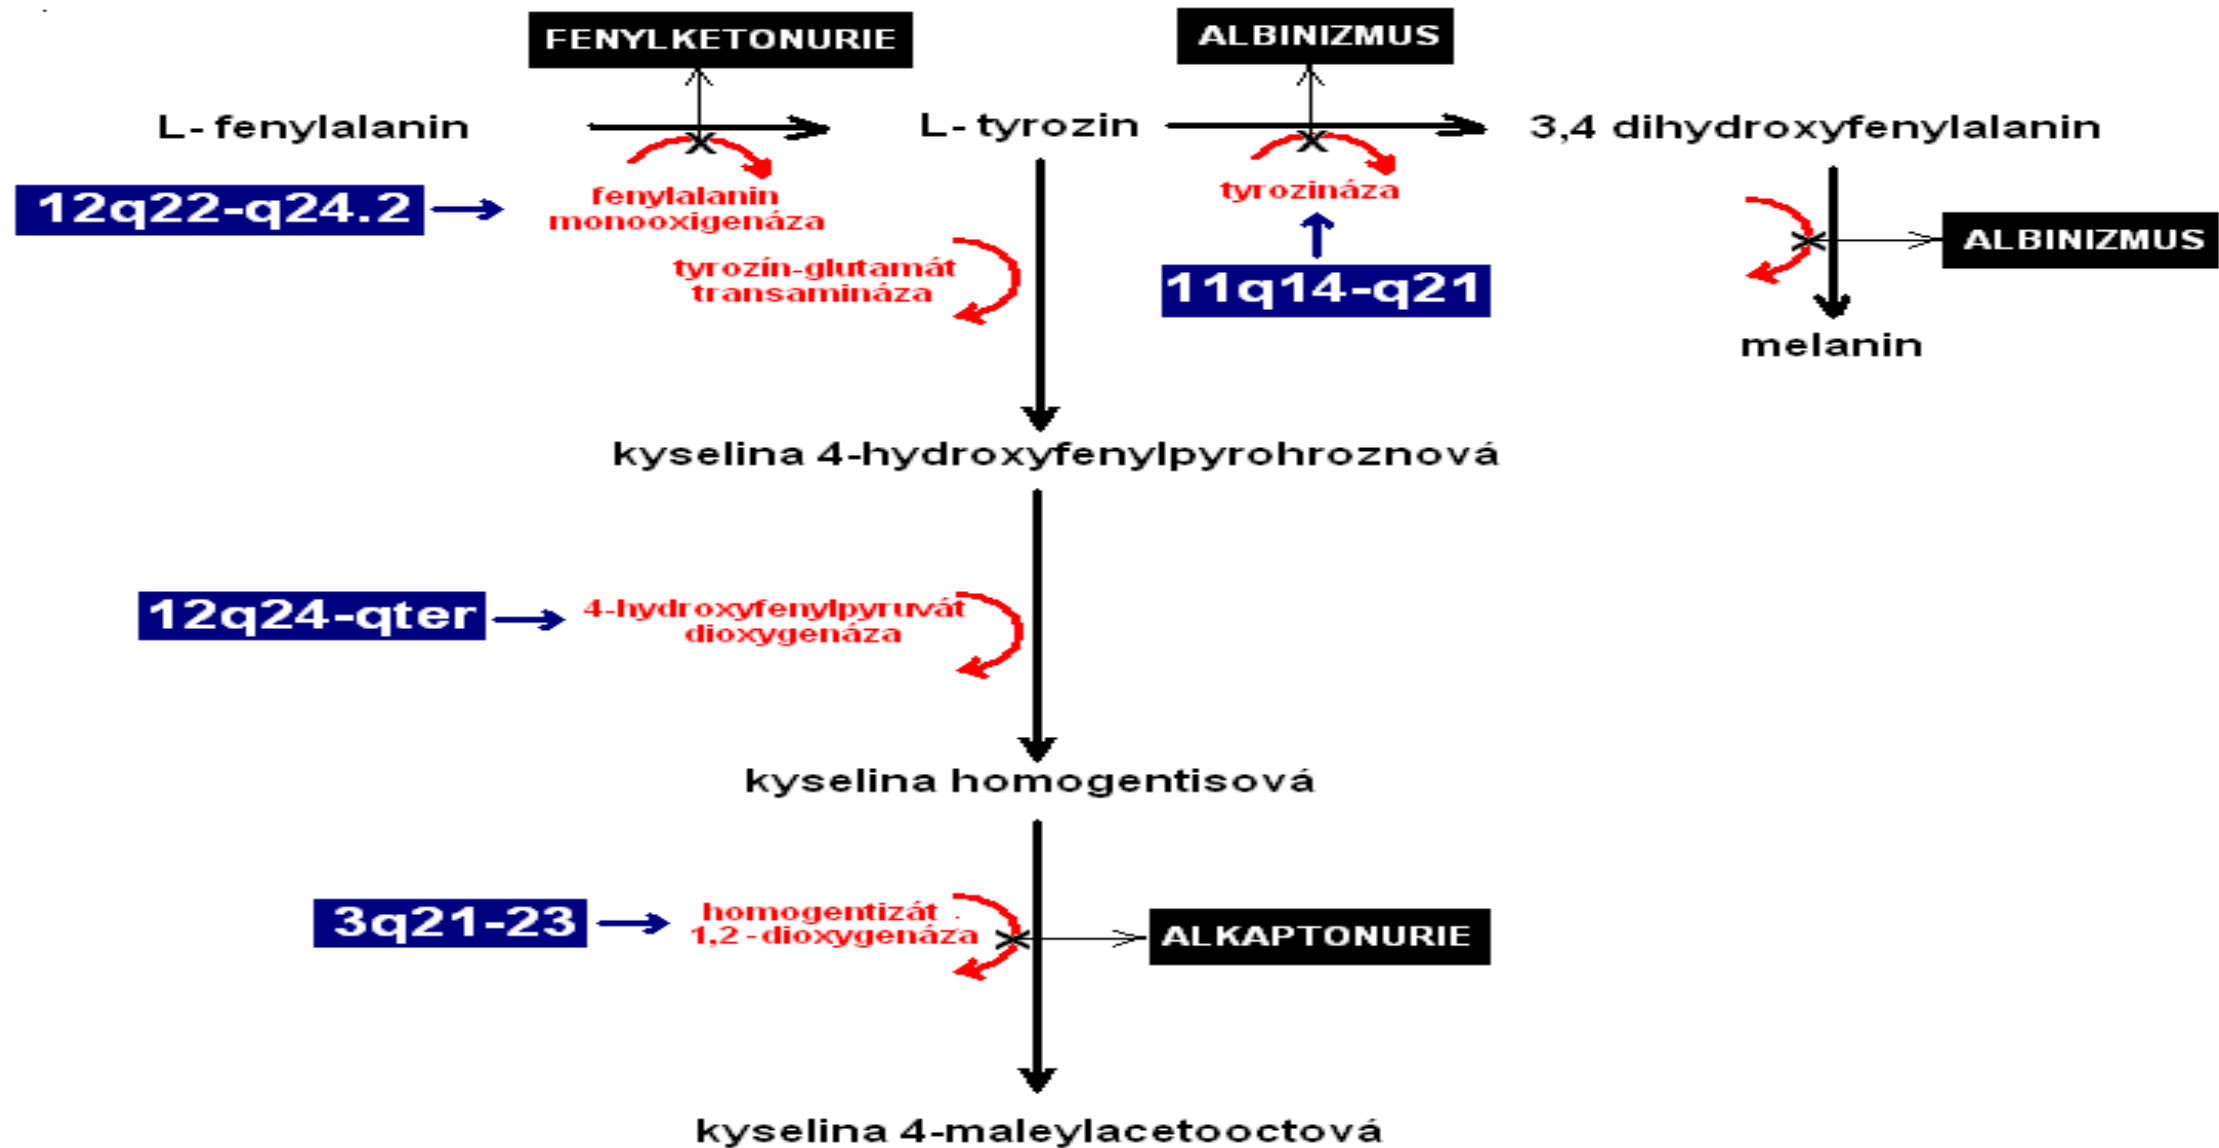 FENYLKETONURIE
ALBINIZMUS
L- fenylalanin
L- tyrozin
3,4 dihydroxyfenylalanin
12q22-q24.2
fenylalanin
monooxigenáza
tyrozináza
ALBINIZMUS
tyrozín-glutamát
transamináza
11q14-q21
melanin
kyselina 4-hydroxyfenylpyrohroznová
12q24-qter
4-hydroxyfenylpyruvát
dioxygenáza
kyselina homogentisová
3q21-23
homogentizát
1,2 -dioxygenáza
ALKAPTONURIE
kyselina 4-maleylacetooctová